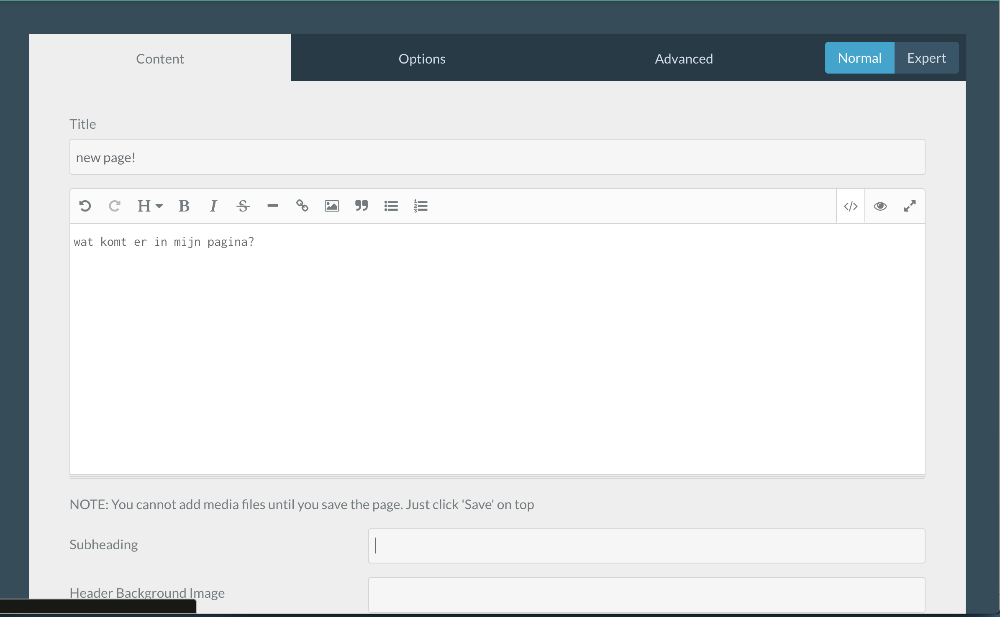 Content
Options
Advanced
Normal
Expert
Title
new page!
H B I S
wat komt er in mijn pagina?
NOTE: You cannot add media files until you save the page. Just click 'Save' on top
Subheading
Header Background Image